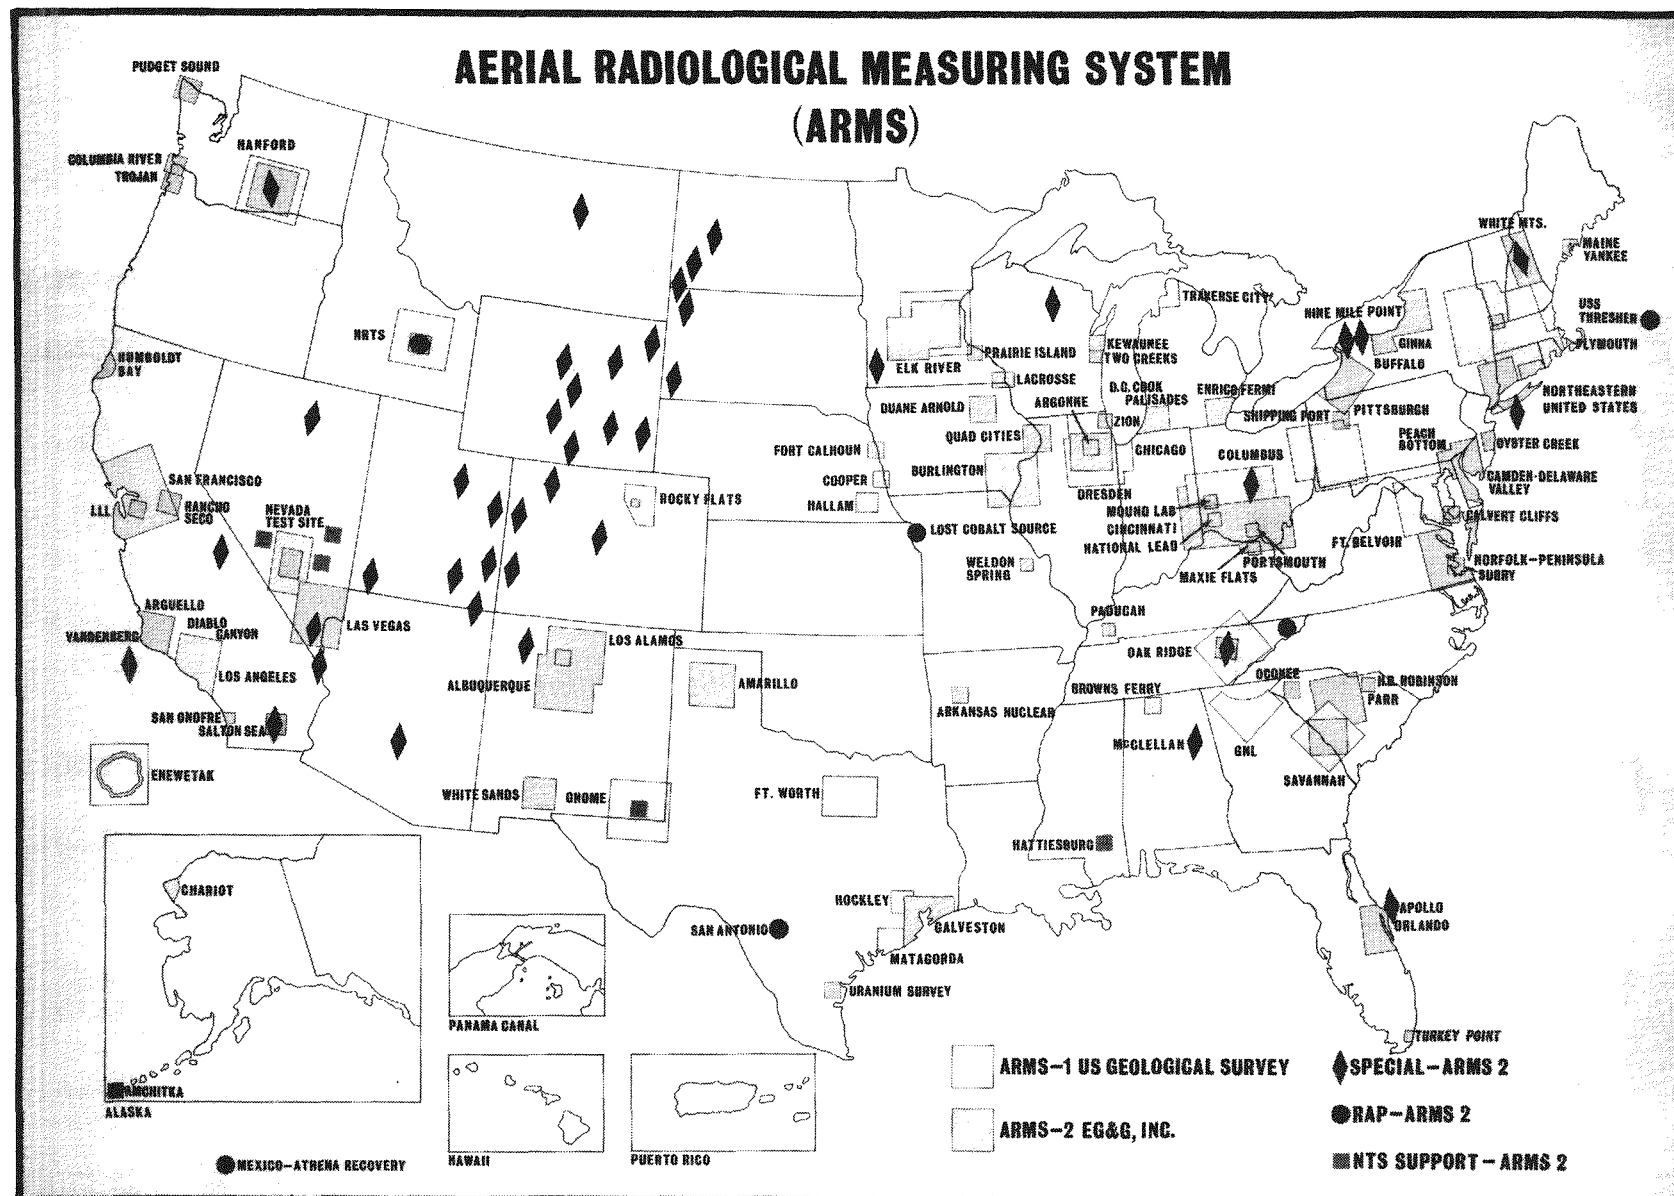 AERIAL RADIOLOGICAL MEASURING SYSTEM
(ARMS)
PUDGET SOUND
HANFORD
COLUMBIA RIVER
TROJAN
NRTS
HUMBOLDT
BAY
SAN FRANCISCO
RANCHO
SECO
LLL
NEVADA
TEST SITE
ARGUELLO
DIABLO
CANYON
VANDENBERG
LAS VEGAS
LOS ANGELES
SAN ONOFRE
SALTON SEA
ENEWETAK
ROCKY FLATS
LOS ALAMOS
ALBUQUERQUE
AMARILLO
WHITE SANDS
GNOME
FT. WORTH
ELK RIVER
PRAIRIE ISLAND
LACROSSE
DUANE ARNOLD
ARGONNE
QUAD CITIES
FORT CALHOUN
BURLINGTON
COOPER
HALLAM
LOST COBALT SOURCE
WELDON
SPRING
TRAVERSE CITY
KEWAUNEE
TWO CREEKS
D.C. COOK
PALISADES
ENRICO FERMI
ZION
CHICAGO
DRESDEN
COLUMBUS
MOUND LAB
CINCINNATI
NATIONAL LEAD
PORTSMOUTH
MAXIE FLATS
PADUCAH
WHITE MTS.
MAINE
YANKEE
NINE MILE POINT
USS
THRESHER
GINNA
PLYMOUTH
BUFFALO
NORTHEASTERN
UNITED STATES
SHIPPING PORT
PITTSBURGH
PEACH
BOTTOM
OYSTER CREEK
CAMDEN-DELAWARE
VALLEY
CALVERT CLIFFS
FT. BELVOIR
NORFOLK-PENINSULA
SURRY
OAK RIDGE
OCONEE
H.B. ROBINSON
PARR
BROWNS FERRY
ARKANSAS NUCLEAR
McCLELLAN
GNL
SAVANNAH
HATTIESBURG
APOLLO
ORLANDO
TURKEY POINT
HOCKLEY
GALVESTON
SAN ANTONIO
MATAGORDA
URANIUM SURVEY
CHARIOT
AMCHITKA
ALASKA
PANAMA CANAL
HAWAII
PUERTO RICO
MEXICO-ATHENA RECOVERY
ARMS-1 US GEOLOGICAL SURVEY
ARMS-2 EG&G, INC.
SPECIAL-ARMS 2
RAP-ARMS 2
NTS SUPPORT-ARMS 2